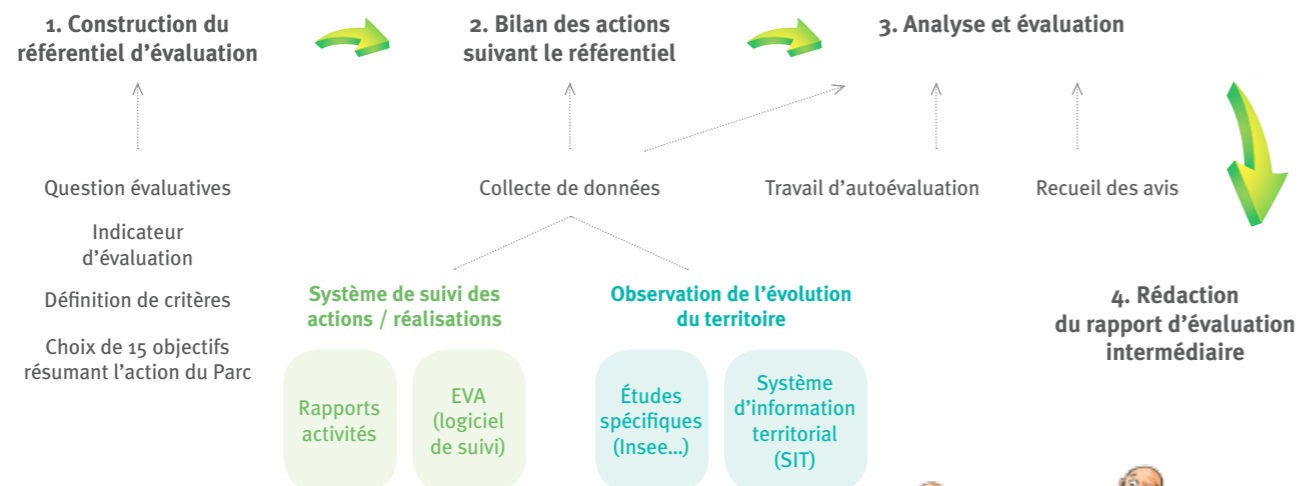 1. Construction du
référentiel d'évaluation
2. Bilan des actions
suivant le référentiel
3. Analyse et évaluation
Question évaluatives
Indicateur
d'évaluation
Définition de critères
Choix de 15 objectifs
résumant l'action du Parc
Collecte de données
Travail d'autoévaluation
Recueil des avis
Système de suivi des
actions / réalisations
Observation de l'évolution
du territoire
4. Rédaction
du rapport d'évaluation
intermédiaire
Rapports
activités
EVA
(logiciel
de suivi)
Études
spécifiques
(Insee...)
Système
d'information
territorial
(SIT)